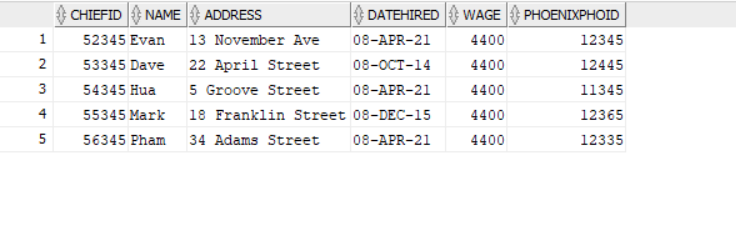 CHIEFID NAME ADDRESS DATEHIRED WAGE PHOENIXPHOID
1 52345 Evan 13 November Ave 08-APR-21 4400 12345
2 53345 Dave 22 April Street 08-OCT-14 4400 12445
3 54345 Hua 5 Groove Street 08-APR-21 4400 11345
4 55345 Mark 18 Franklin Street 08-DEC-15 4400 12365
5 56345 Pham 34 Adams Street 08-APR-21 4400 12335